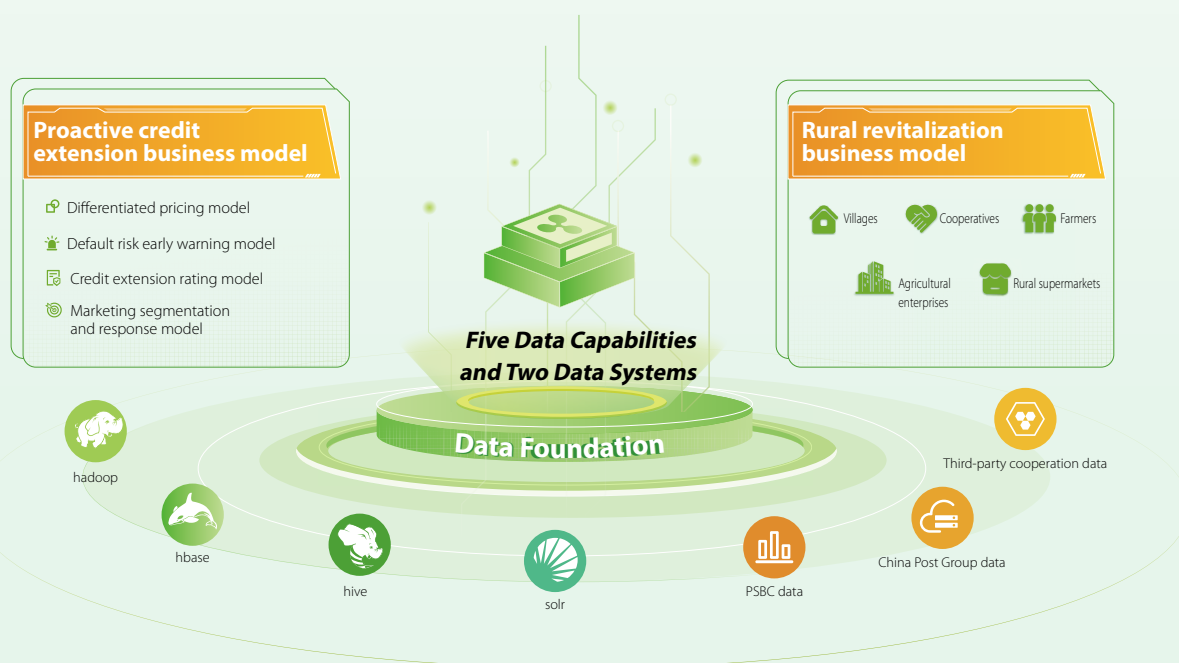 Proactive credit
extension business model
Differentiated pricing model
Default risk early warning model
Credit extension rating model
Marketing segmentation
and response model
Rural revitalization
business model
Villages
Cooperatives
Farmers
Agricultural
enterprises
Rural supermarkets
Five Data Capabilities
and Two Data Systems
Data Foundation
hadoop
hbase
hive
solr
PSBC data
China Post Group data
Third-party cooperation data